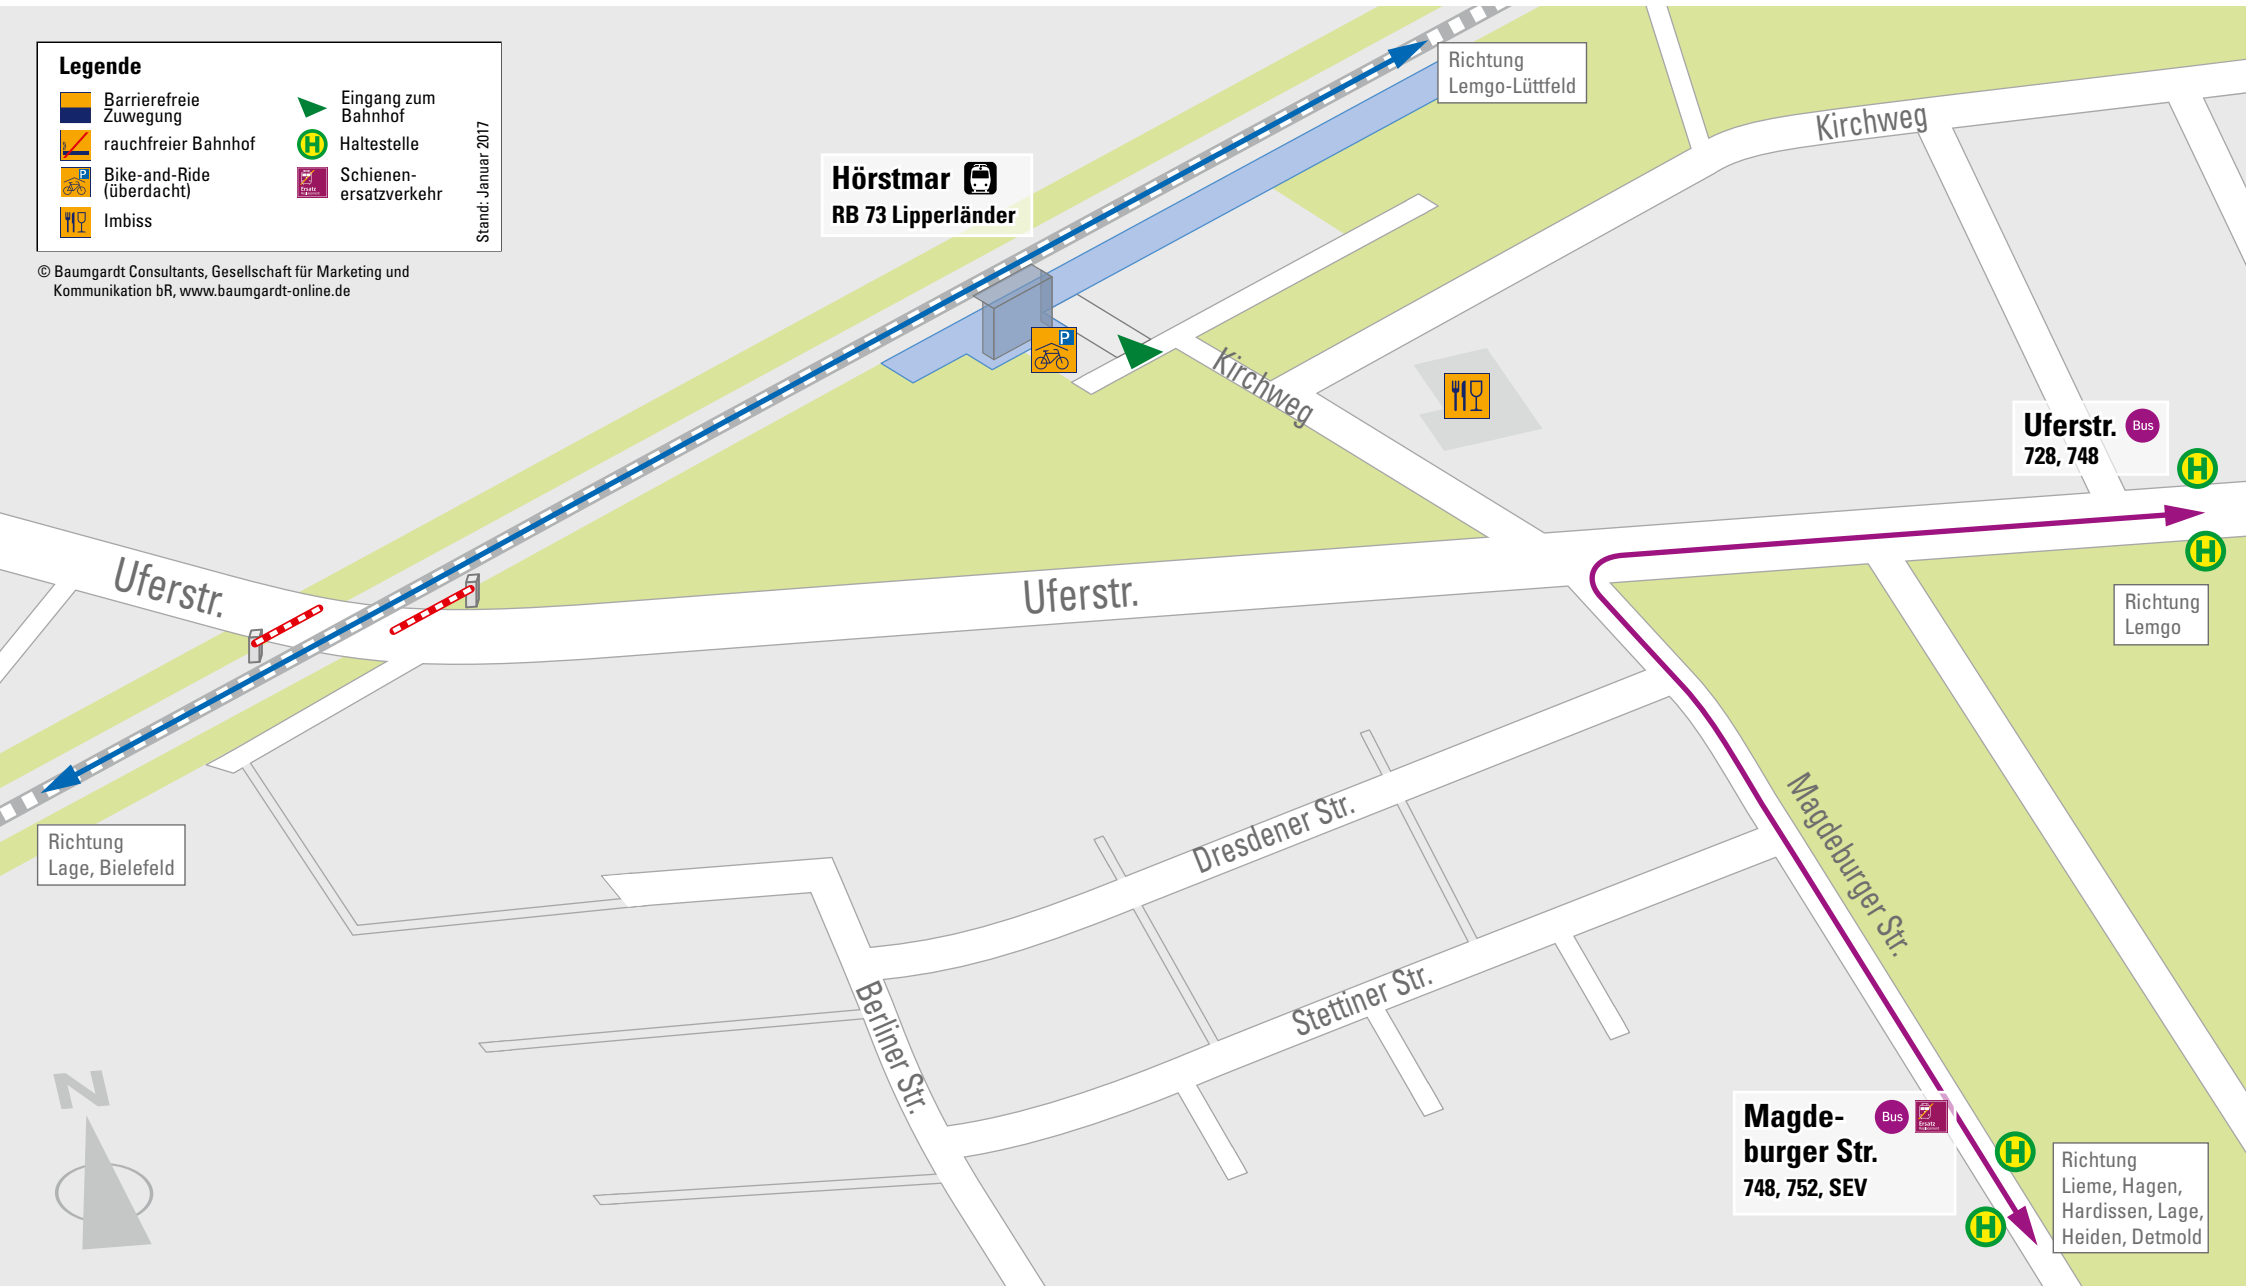 Legende
Barrierefreie
Zuwegung
rauchfreier Bahnhof
Bike-and-Ride
(überdacht)
Imbiss
Eingang zum
Bahnhof
H
Haltestelle
Ersatz
Schienen-
ersatzverkehr
Stand: Januar 2017
© Baumgardt Consultants, Gesellschaft für Marketing und
Kommunikation bR, www.baumgardt-online.de
Richtung
Lemgo-Lüttfeld
Hörstmar
RB 73 Lipperländer
P
Kirchweg
Kirchweg
Uferstr. Bus
728, 748
H
H
Richtung
Lemgo
Uferstr.
Uferstr.
Richtung
Lage, Bielefeld
Dresdener Str.
Magdeburger Str.
Stettiner Str.
Berliner Str.
N
Magde-
burger Str.
Bus
Ersatz
748, 752, SEV
H
H
Richtung
Lieme, Hagen,
Hardissen, Lage,
Heiden, Detmold